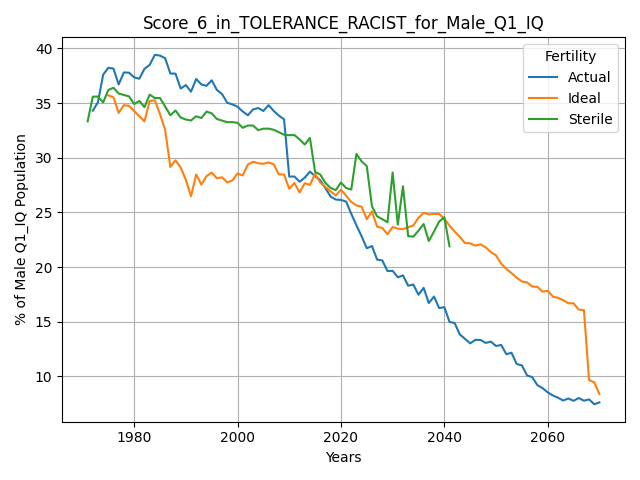 Score_6_in_TOLERANCE_RACIST_for_Male_Q1_IQ
% of Male Q1_IQ Population
40
35
30
25
20
15
10
Fertility
Actual
Ideal
Sterile
1980
2000
2020
2040
2060
Years